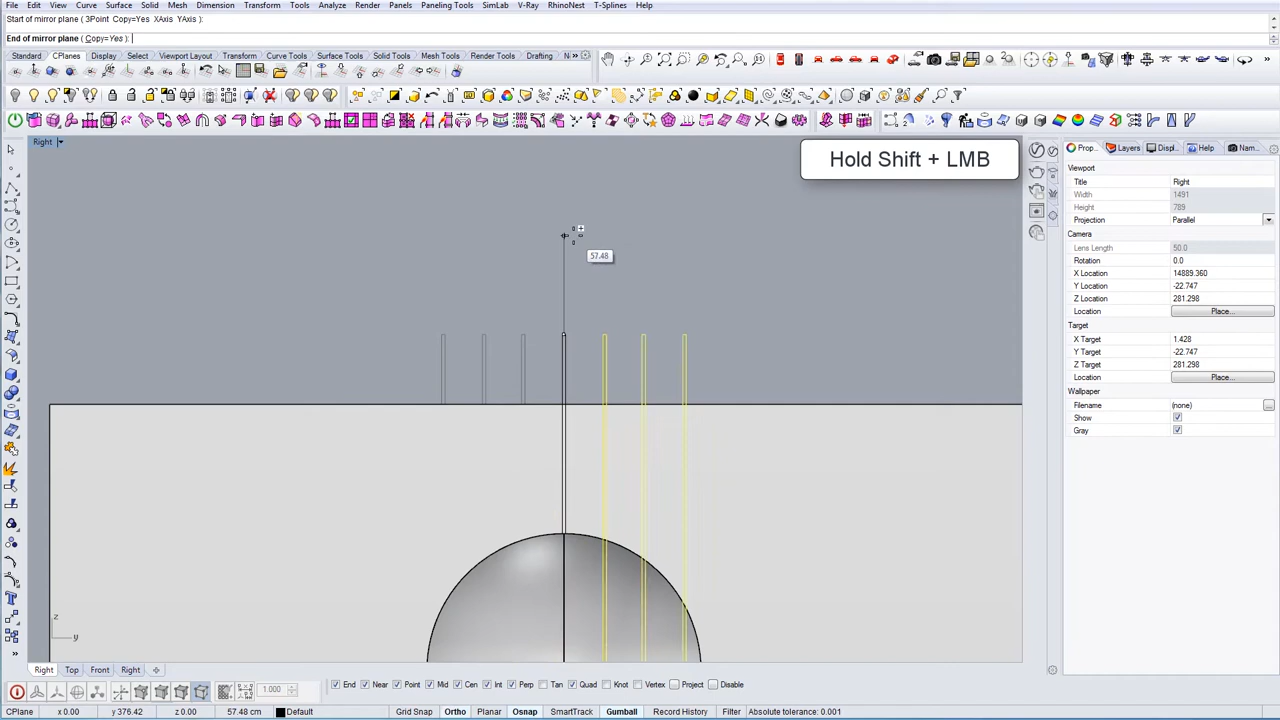 File Edit View Curve Surface Solid Mesh Dimension Transform Tools Analyze Render Panels Paneling Tools SimLab V-Ray RhinoNest T-Splines Help
Start of mirror plane ( 3Point Copy=Yes XAxis YAxis ):
End of mirror plane ( Copy=Yes ):
Standard CPlanes Display Select Viewport Layout Transform Curve Tools Surface Tools Solid Tools Mesh Tools Render Tools Drafting
Right
Hold Shift + LMB
57.48
z
y
Prop... Layers Displ... Help Nam...
Viewport
Title Right
Width 1491
Height 789
Projection Parallel
Camera
Lens Length 50.0
Rotation 0.0
X Location 14889.360
Y Location -22.747
Z Location 281.298
Location Place...
Target
X Target 1.428
Y Target -22.747
Z Target 281.298
Location Place...
Wallpaper
Filename (none) ...
Show
Gray
Right Top Front Right
1.000 End Near Point Mid Cen Int Perp Tan Quad Knot Vertex Project Disable
CPlane x 0.00 y 376.42 z 0.00 57.48 cm Default Grid Snap Ortho Planar Osnap SmartTrack Gumball Record History Filter Absolute tolerance: 0.001